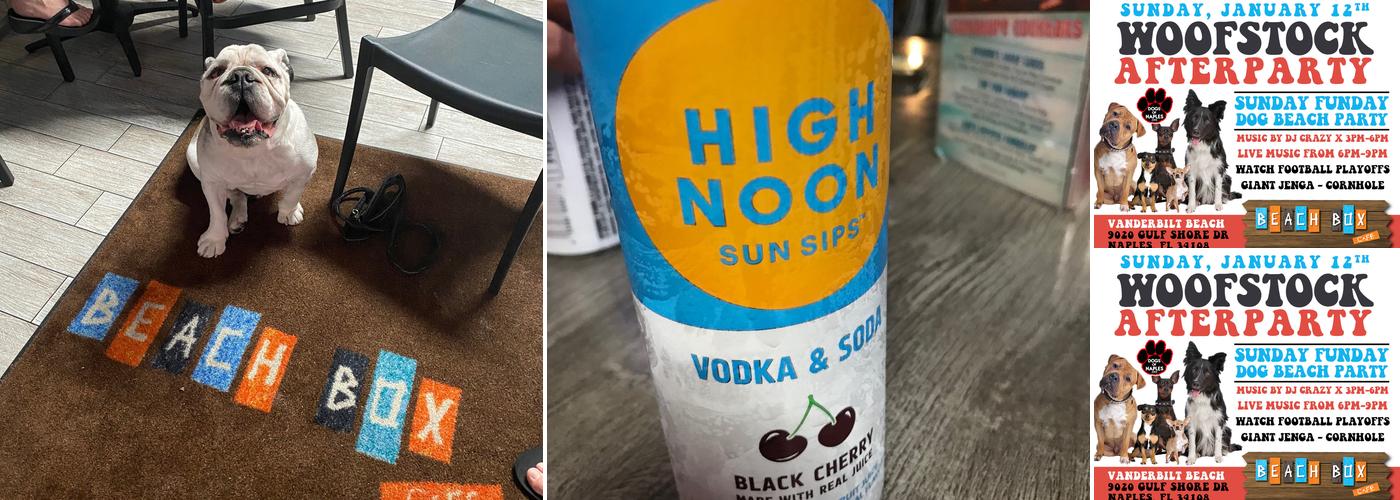 BEACH BOX
CAFE
HIGH
NOON
SUN SIPS™
VODKA & SODA
BLACK CHERRY
MADE WITH REAL JUICE
SUNDAY, JANUARY 12TH
WOOFSTOCK
AFTERPARTY
DOGS OF NAPLES
SUNDAY FUNDAY
DOG BEACH PARTY
MUSIC BY DJ CRAZY X 3PM-6PM
LIVE MUSIC FROM 6PM-9PM
WATCH FOOTBALL PLAYOFFS
GIANT JENGA - CORNHOLE
VANDERBILT BEACH
9020 GULF SHORE DR
NAPLES, FL 34108
BEACH BOX
CAFE
SUNDAY, JANUARY 12TH
WOOFSTOCK
AFTERPARTY
DOGS OF NAPLES
SUNDAY FUNDAY
DOG BEACH PARTY
MUSIC BY DJ CRAZY X 3PM-6PM
LIVE MUSIC FROM 6PM-9PM
WATCH FOOTBALL PLAYOFFS
GIANT JENGA - CORNHOLE
VANDERBILT BEACH
9020 GULF SHORE DR
NAPLES, FL 34108
BEACH BOX
CAFE